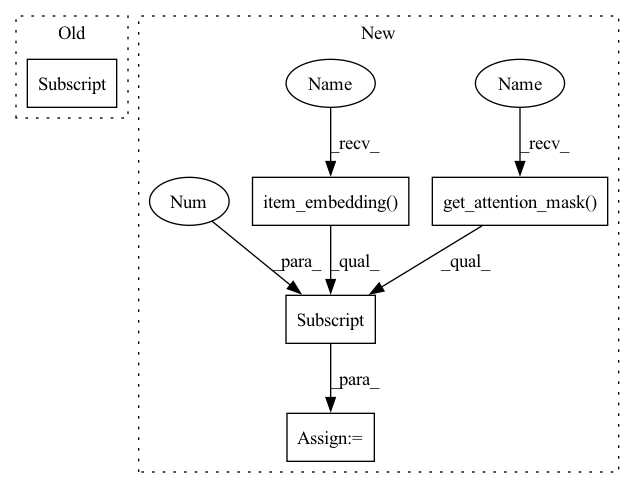 Old
New
Subscript
Name
Name
_recv_
_recv_
Num
item_embedding()
get_attention_mask()
_para_
_qual_
_qual_
Subscript
_para_
Assign:=